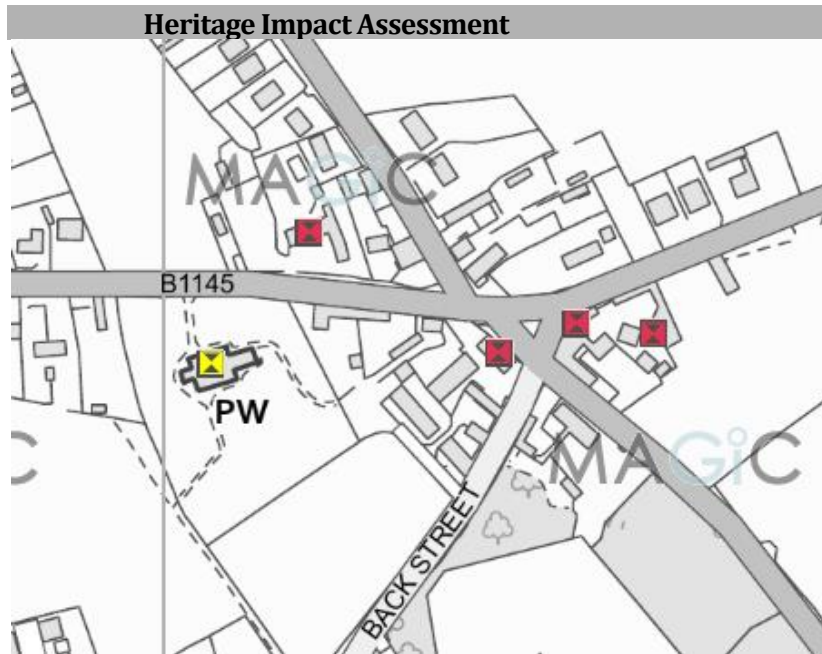 Heritage Impact Assessment
MAGiC
B1145
PW
MAGiC
C
BACK STREET